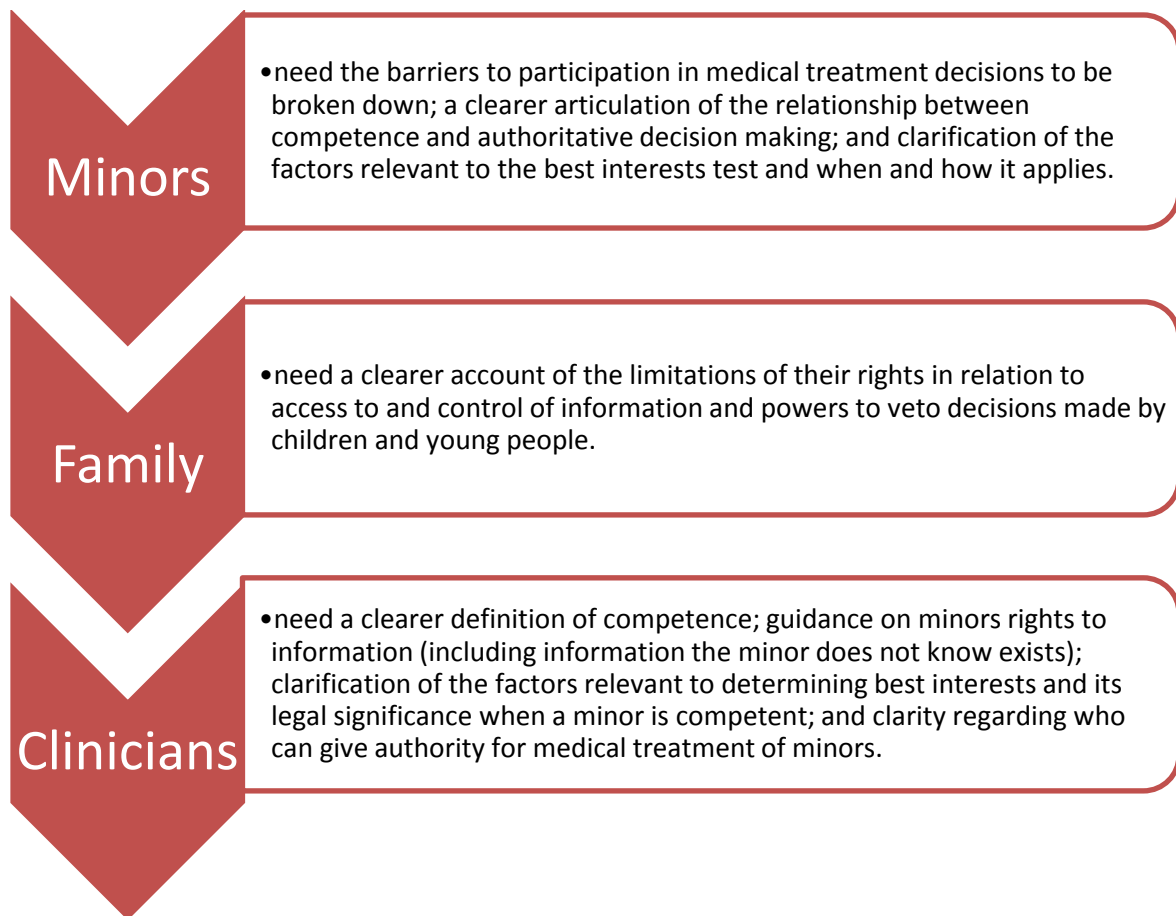 Minors
•need the barriers to participation in medical treatment decisions to be
broken down; a clearer articulation of the relationship between
competence and authoritative decision making; and clarification of the
factors relevant to the best interests test and when and how it applies.
Family
•need a clearer account of the limitations of their rights in relation to
access to and control of information and powers to veto decisions made by
children and young people.
Clinicians
•need a clearer definition of competence; guidance on minors rights to
information (including information the minor does not know exists);
clarification of the factors relevant to determining best interests and its
legal significance when a minor is competent; and clarity regarding who
can give authority for medical treatment of minors.